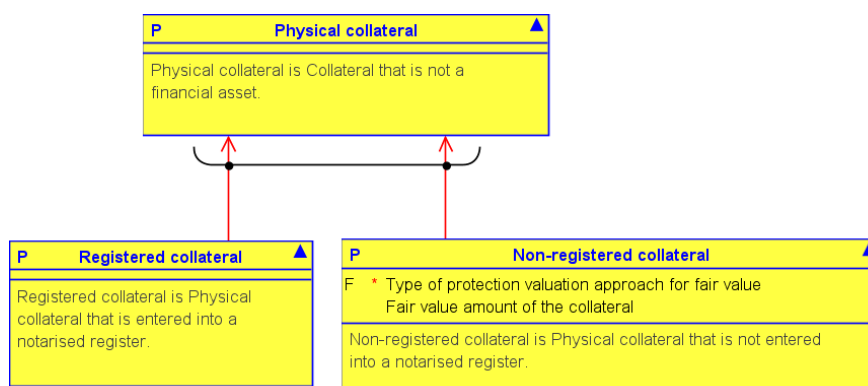 P Physical collateral
Physical collateral is Collateral that is not a
financial asset.
P Registered collateral
Registered collateral is Physical
collateral that is entered into a
notarised register.
P Non-registered collateral
F * Type of protection valuation approach for fair value
Fair value amount of the collateral
Non-registered collateral is Physical collateral that is not entered
into a notarised register.